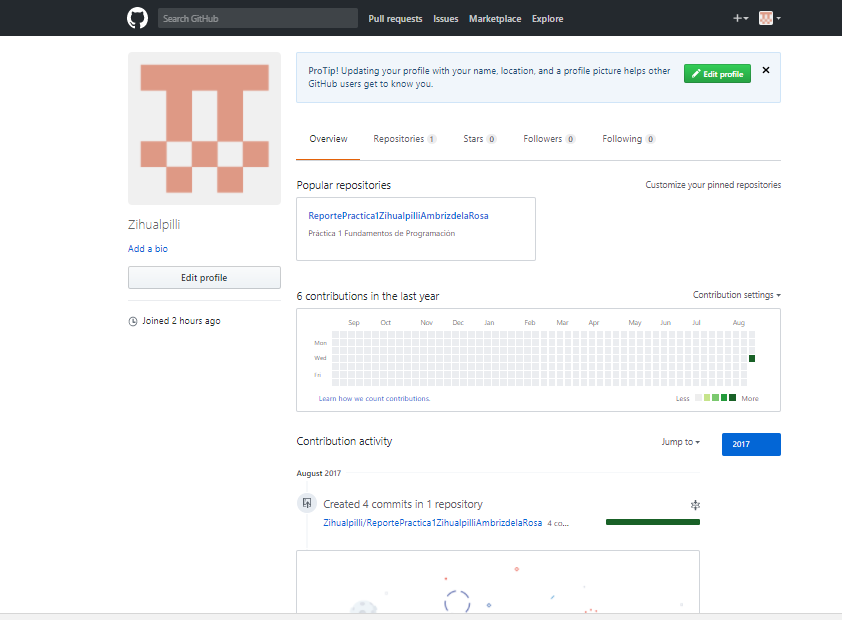 Search GitHub
Pull requests Issues Marketplace Explore
ProTip! Updating your profile with your name, location, and a profile picture helps other
GitHub users get to know you.
Edit profile
Overview Repositories 1 Stars 0 Followers 0 Following 0
Zihualpilli
Add a bio
Edit profile
Joined 2 hours ago
Popular repositories Customize your pinned repositories
ReportePractica1ZihualpilliAmbrizdelaRosa
Práctica 1 Fundamentos de Programación
6 contributions in the last year Contribution settings
Sep Oct Nov Dec Jan Feb Mar Apr May Jun Jul Aug
Mon
Wed
Fri
Learn how we count contributions. Less More
Contribution activity Jump to 2017
August 2017
Created 4 commits in 1 repository
Zihualpilli/ReportePractica1ZihualpilliAmbrizdelaRosa 4 co...